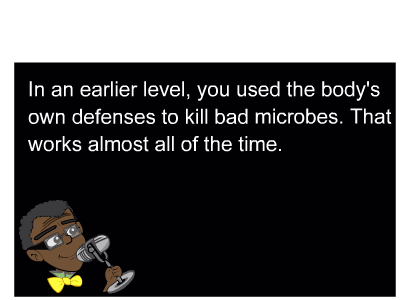 In an earlier level, you used the body's
own defenses to kill bad microbes. That
works almost all of the time.